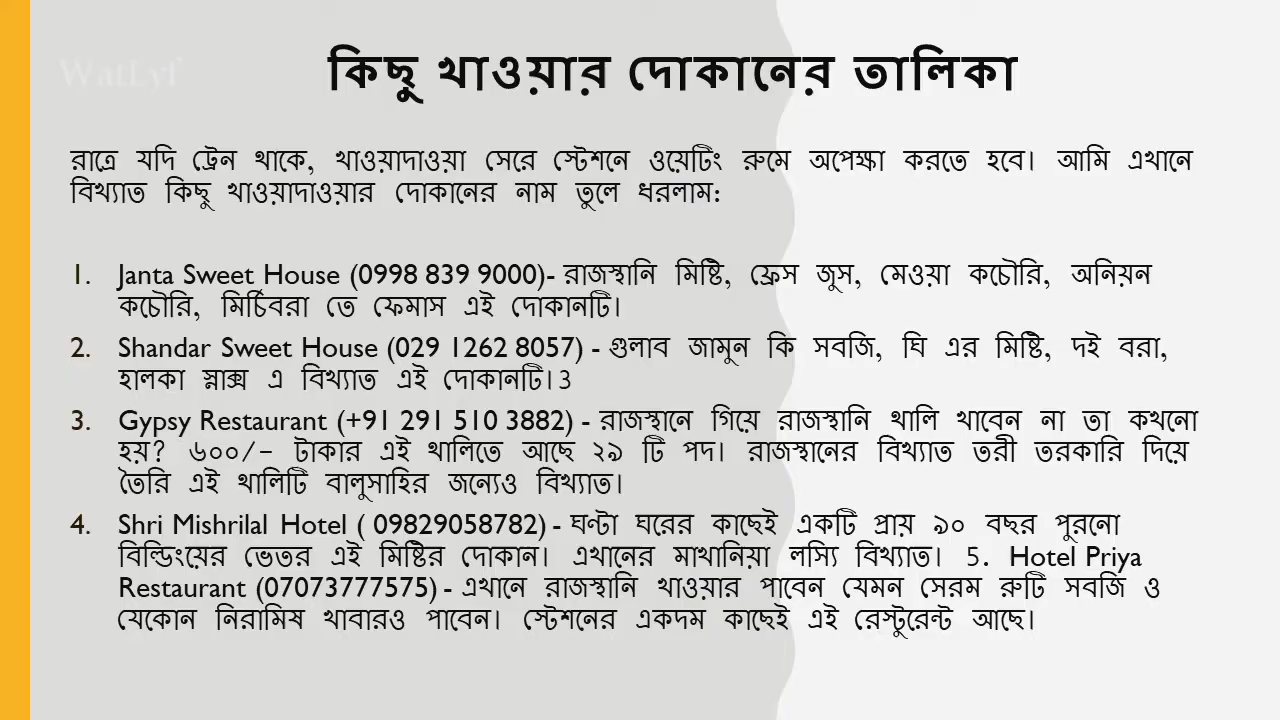 WatLyf
কিছু খাওয়ার দোকানের তালিকা
রাত্রে যদি ট্রেন থাকে, খাওয়াদাওয়া সেরে স্টেশনে ওয়েটিং রুমে অপেক্ষা করতে হবে। আমি এখানে
বিখ্যাত কিছু খাওয়াদাওয়ার দোকানের নাম তুলে ধরলাম:
1. Janta Sweet House (0998 839 9000)- রাজস্থানি মিষ্টি, ফ্রেস জুস, মেওয়া কচৌরি, অনিয়ন
কচৌরি, মির্চিবরা তে ফেমাস এই দোকানটি।
2. Shandar Sweet House (029 1262 8057) - গুলাব জামুন কি সবজি, ঘি এর মিষ্টি, দই বরা,
হালকা স্নাক্স এ বিখ্যাত এই দোকানটি।3
3. Gypsy Restaurant (+91 291 510 3882) - রাজস্থানে গিয়ে রাজস্থানি থালি খাবেন না তা কখনো
হয়? ৬০০/- টাকার এই থালিতে আছে ২৯ টি পদ। রাজস্থানের বিখ্যাত তরী তরকারি দিয়ে
তৈরি এই থালিটি বালুসাহির জন্যেও বিখ্যাত।
4. Shri Mishrilal Hotel ( 09829058782) - ঘণ্টা ঘরের কাছেই একটি প্রায় ৯০ বছর পুরনো
বিল্ডিংয়ের ভেতর এই মিষ্টির দোকান। এখানের মাখানিয়া লস্যি বিখ্যাত। 5. Hotel Priya
Restaurant (07073777575) - এখানে রাজস্থানি খাওয়ার পাবেন যেমন সেরম রুটি সবজি ও
যেকোন নিরামিষ খাবারও পাবেন। স্টেশনের একদম কাছেই এই রেস্টুরেন্ট আছে।